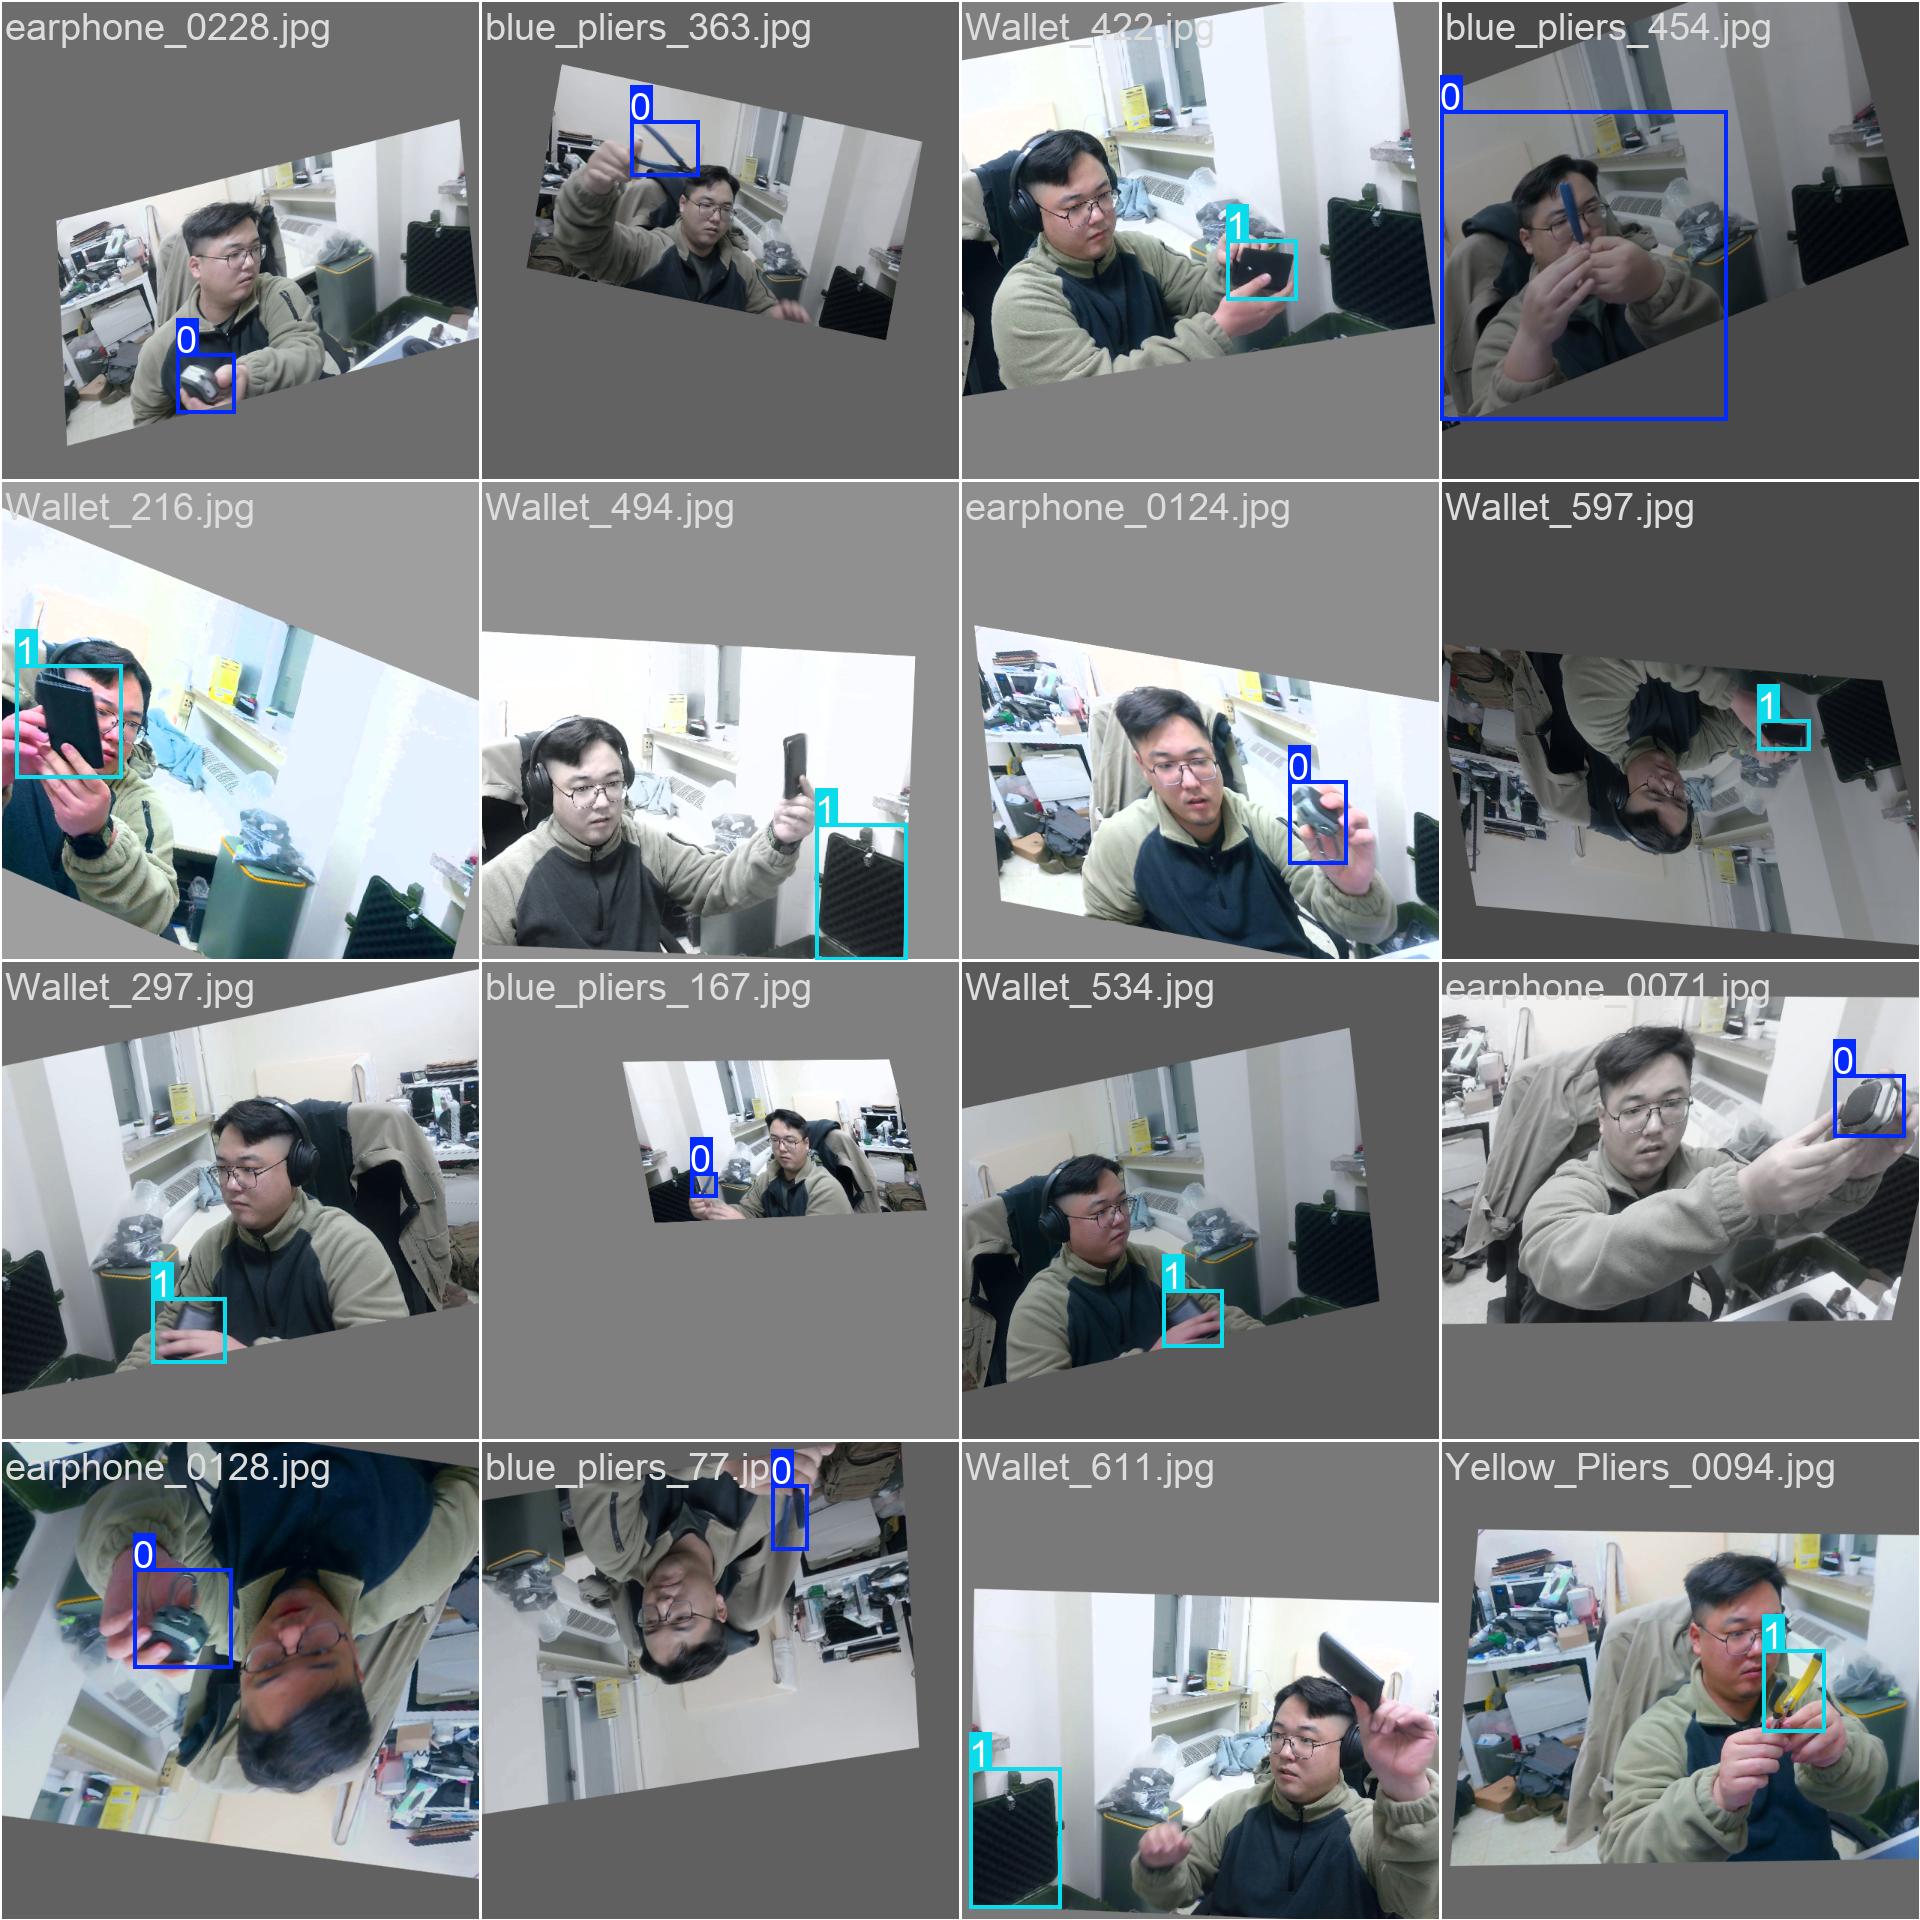 earphone_0228.jpg
blue_pliers_363.jpg
Wallet_422.jpg
blue_pliers_454.jpg
0
0
1
0
Wallet_216.jpg
Wallet_494.jpg
earphone_0124.jpg
Wallet_597.jpg
1
1
0
1
Wallet_297.jpg
blue_pliers_167.jpg
Wallet_534.jpg
earphone_0071.jpg
1
0
1
0
earphone_0128.jpg
blue_pliers_77.jp
0
Wallet_611.jpg
Yellow_Pliers_0094.jpg
0
1
1